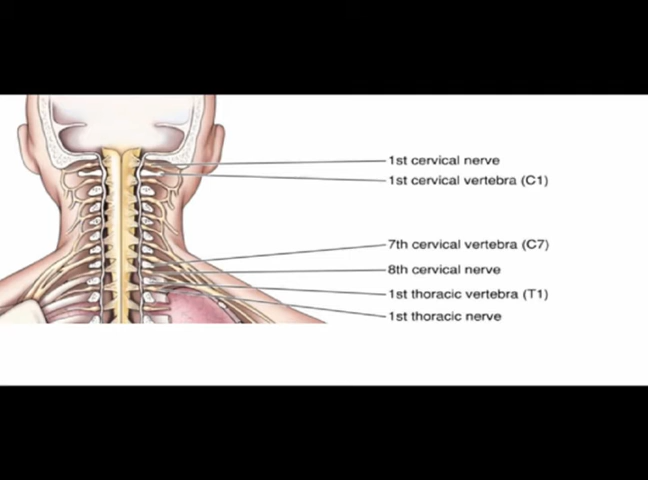 1st cervical nerve
1st cervical vertebra (C1)
7th cervical vertebra (C7)
8th cervical nerve
1st thoracic vertebra (T1)
1st thoracic nerve